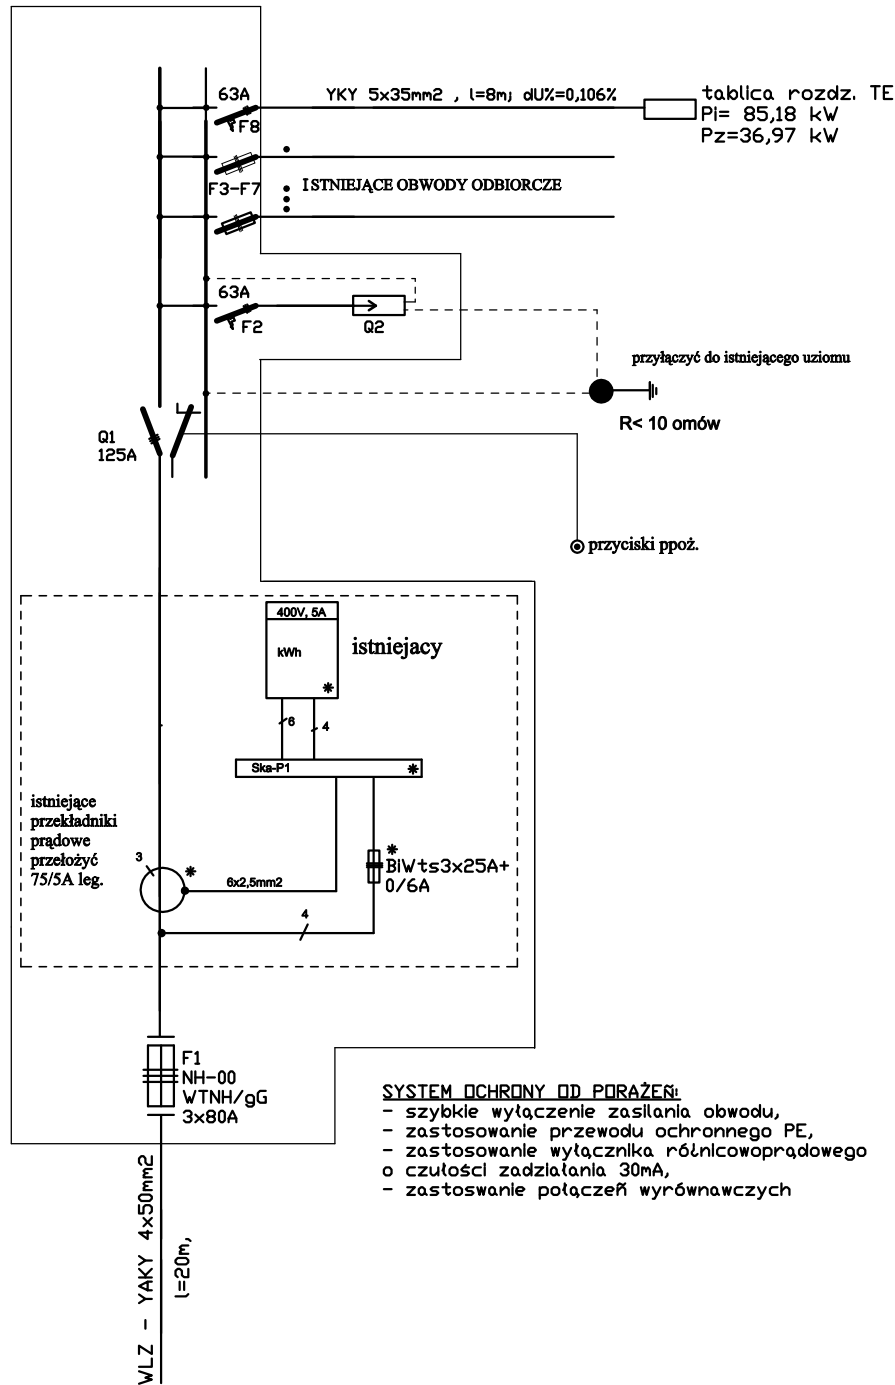 63A
YKY 5x35mm2 , l=8m; dU%=0,106%
tablica rozdz. TE
Pi= 85,18 kW
Pz=36,97 kW
F8
F3-F7
ISTNIEJĄCE OBWODY ODBIORCZE
63A
F2
Q2
przyłączyć do istniejącego uziomu
R< 10 omów
Q1
125A
przyciski ppoż.
400V, 5A
kWh
*
istniejacy
6
4
Ska-P1
*
istniejące
przekładniki
prądowe
przełożyć
75/5A leg.
3
*
6x2,5mm2
*
BiWts3x25A+
0/6A
4
F1
NH-00
WTNH/gG
3x80A
WLZ - YAKY 4x50mm2
l=20m,
SYSTEM OCHRONY OD PORAŻEŃ:
- szybkie wyłączenie zasilania obwodu,
- zastosowanie przewodu ochronnego PE,
- zastosowanie wyłącznika rólnicowoprądowego
o czułości zadziałania 30mA,
- zastoswanie połączeń wyrównawczych